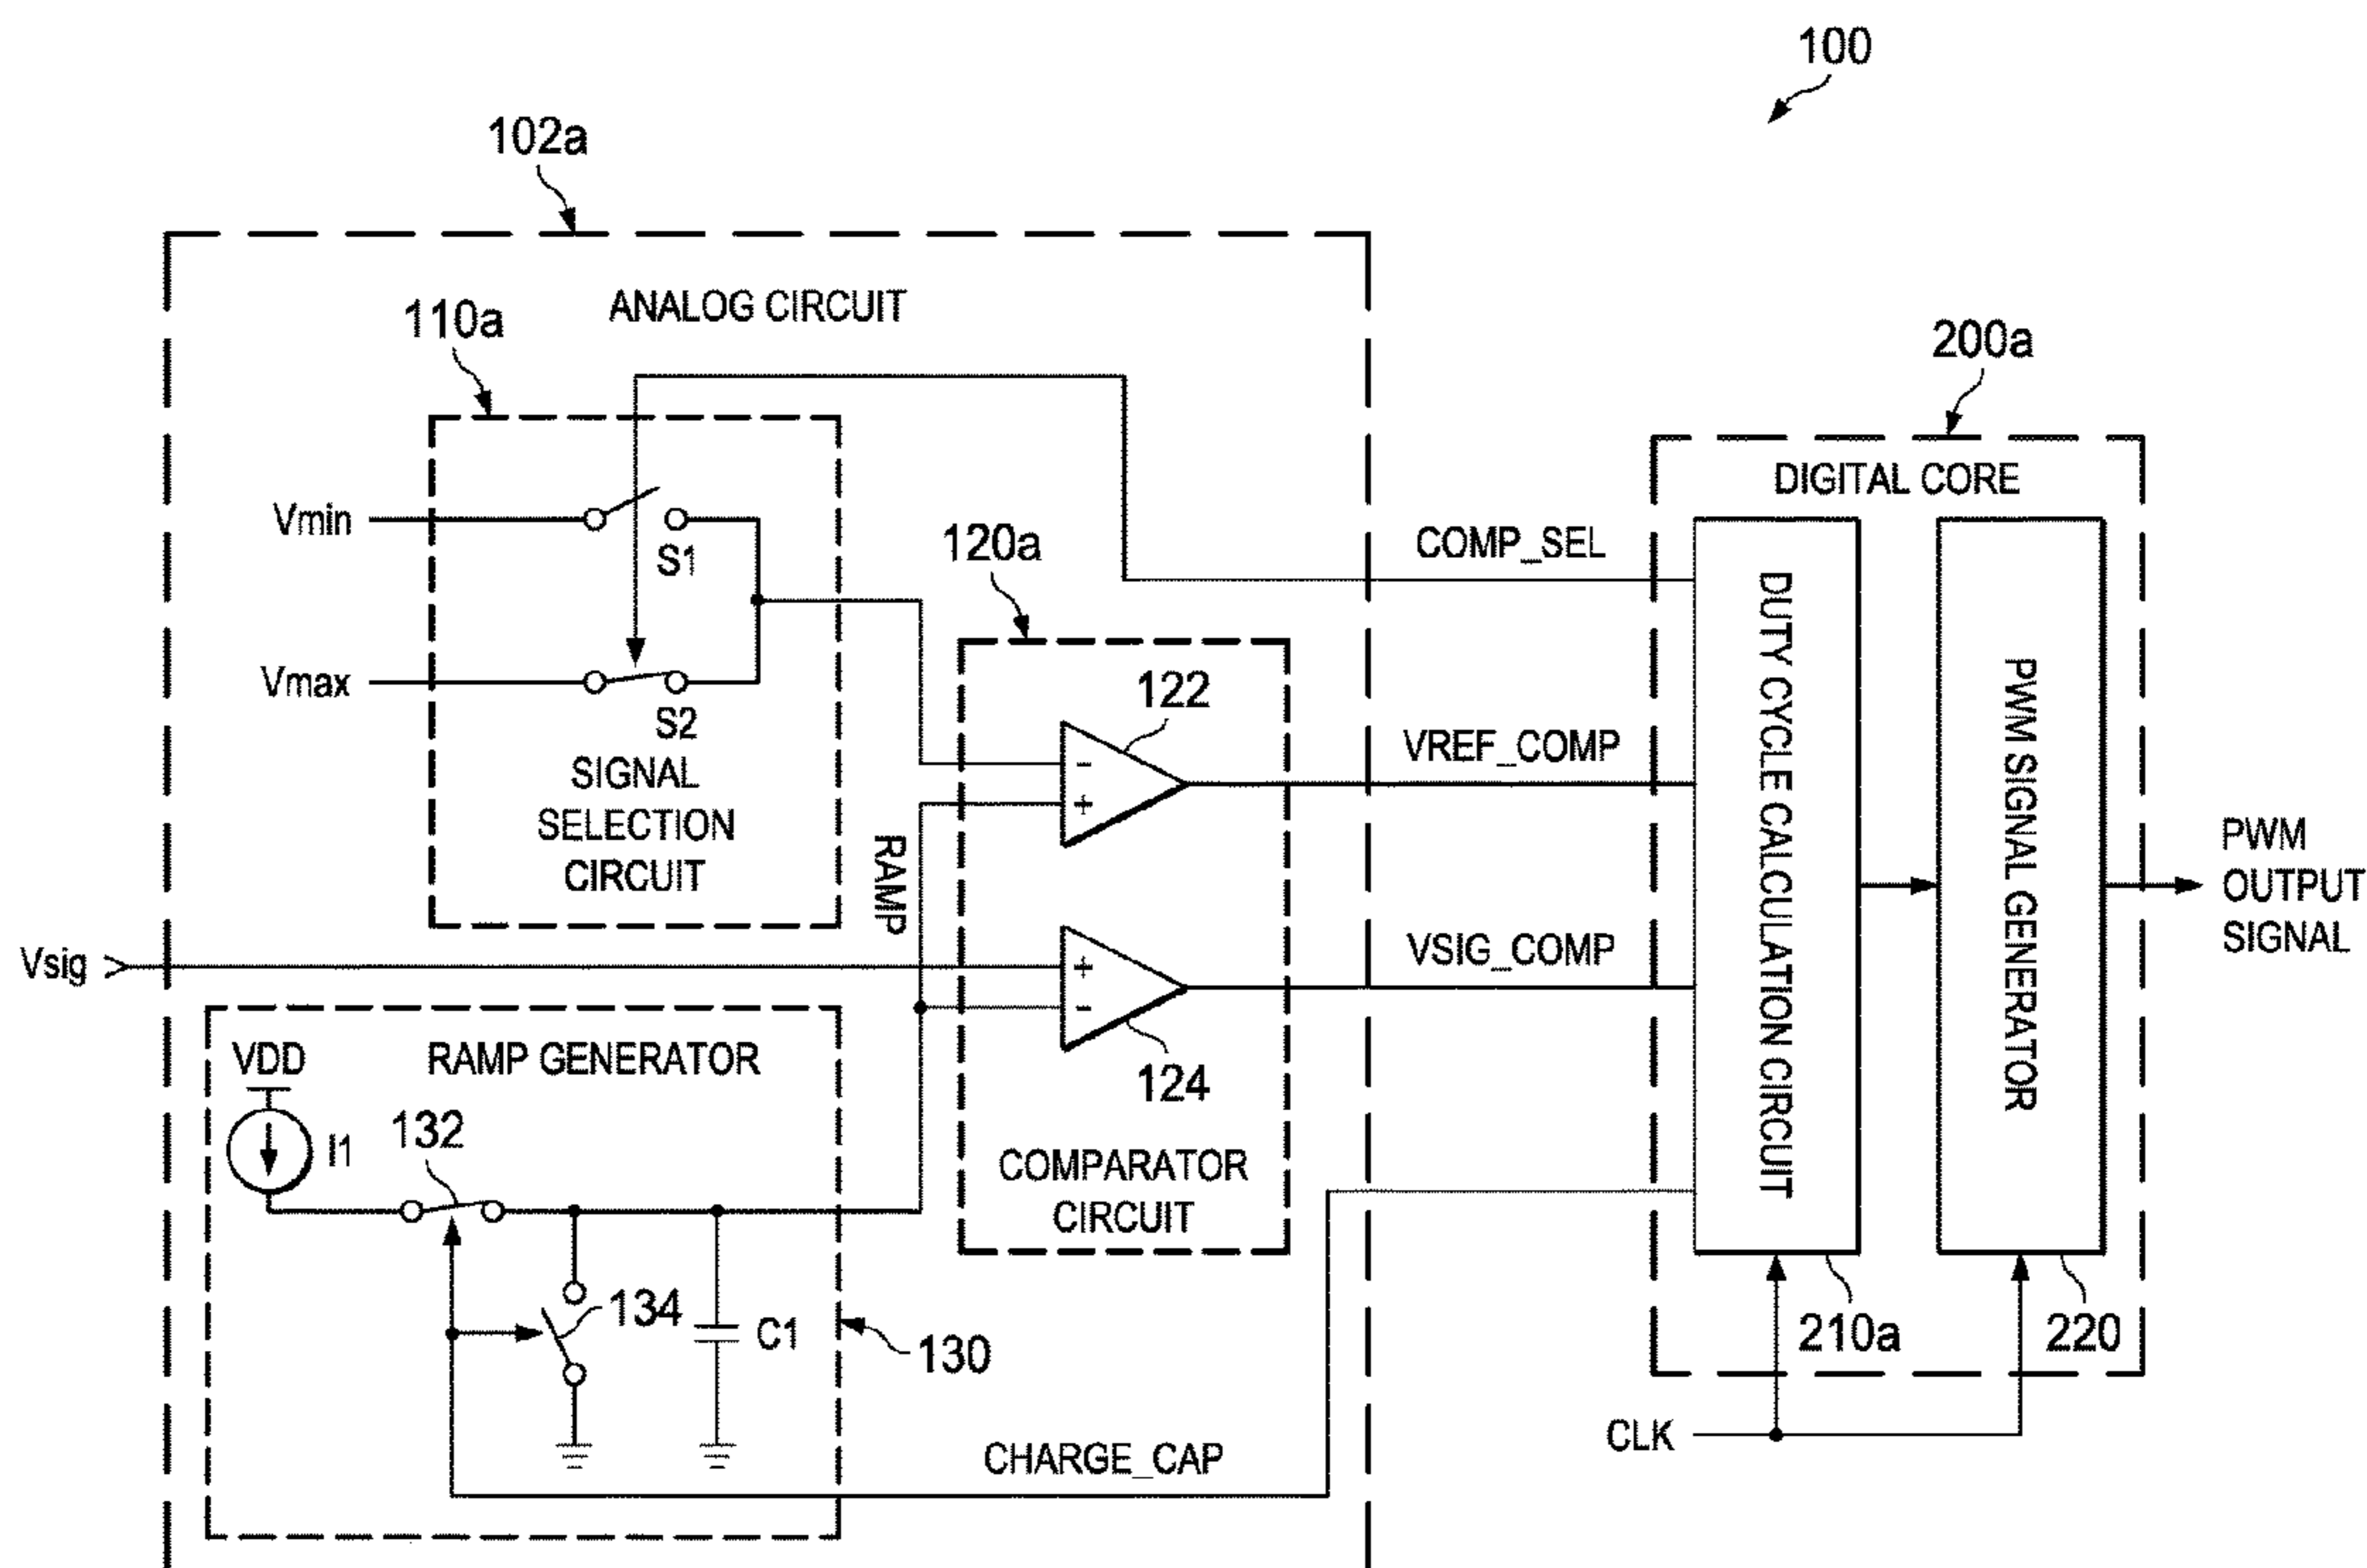 100
102a
ANALOG CIRCUIT
110a
200a
DIGITAL CORE
Vmin
S1
120a
COMP_SEL
Vmax
S2
122
SIGNAL
SELECTION
CIRCUIT
VREF_COMP
RAMP
DUTY CYCLE CALCULATION CIRCUIT
PWM SIGNAL GENERATOR
PWM
OUTPUT
SIGNAL
-
+
Vsig
+
-
VSIG_COMP
124
VDD
RAMP GENERATOR
I1
132
COMPARATOR
CIRCUIT
134
C1
130
210a
220
CLK
CHARGE_CAP